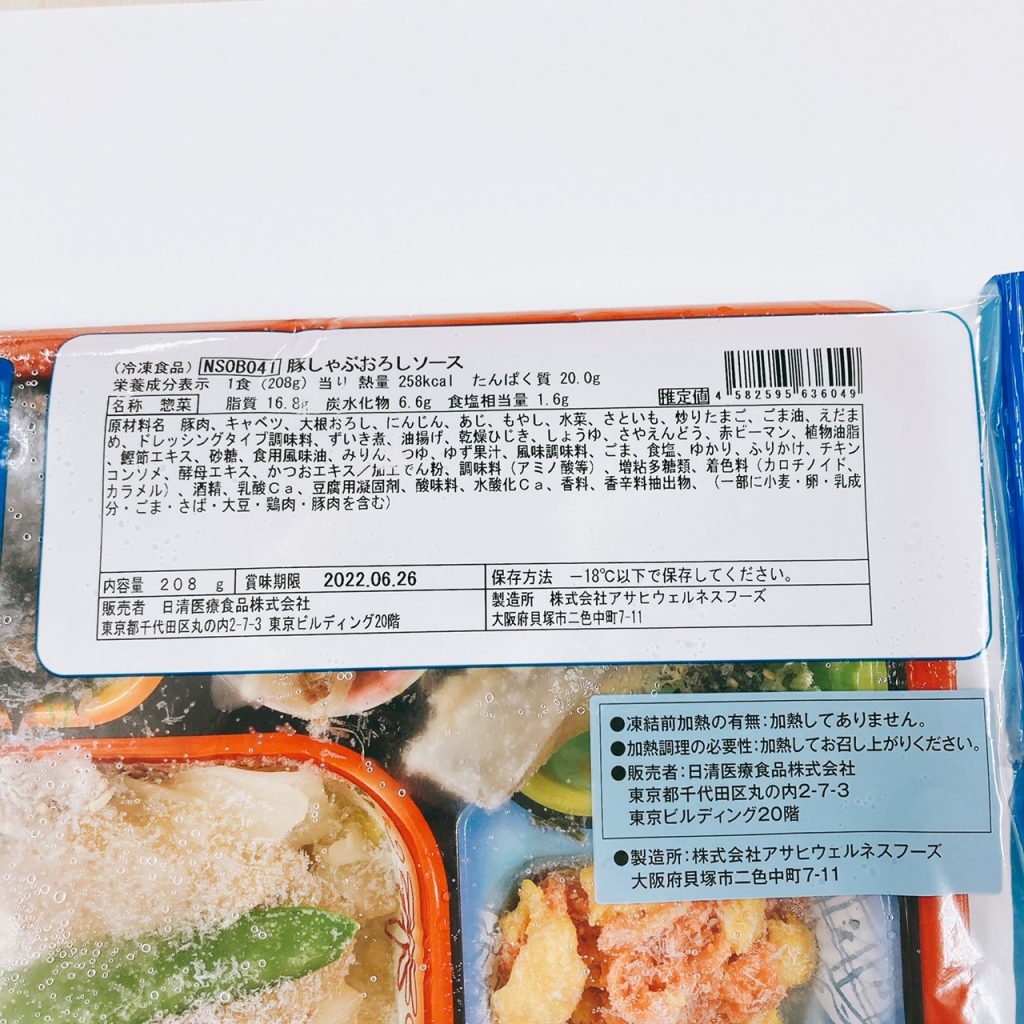 (冷凍食品) NSOB041 豚しゃぶおろしソース
栄養成分表示 1食(208g)当り 熱量 258kcal たんぱく質 20.0g
名称 惣菜 脂質 16.8g 炭水化物 6.6g 食塩相当量 1.6g 推定値 4 582595 636049
原材料名 豚肉、キャベツ、大根おろし、にんじん、あじ、もやし、水菜、さといも、炒りたまご、ごま油、えだま
め、ドレッシングタイプ調味料、ずいき煮、油揚げ、乾燥ひじき、しょうゆ、さやえんどう、赤ピーマン、植物油脂
、鰹節エキス、砂糖、食用風味油、みりん、つゆ、ゆず果汁、風味調味料、ごま、食塩、ゆかり、ふりかけ、チキン
コンソメ、酵母エキス、かつおエキス/加工でん粉、調味料(アミノ酸等)、増粘多糖類、着色料(カロチノイド、
カラメル)、酒精、乳酸Ca、豆腐用凝固剤、酸味料、水酸化Ca、香料、香辛料抽出物、(一部に小麦・卵・乳成
分・ごま・さば・大豆・鶏肉・豚肉を含む)
内容量 208 g 賞味期限 2022.06.26 保存方法 -18℃以下で保存してください。
販売者 日清医療食品株式会社
東京都千代田区丸の内2-7-3 東京ビルディング20階
製造所 株式会社アサヒウェルネスフーズ
大阪府貝塚市二色中町7-11
●凍結前加熱の有無:加熱してありません。
●加熱調理の必要性:加熱してお召し上がりください。
●販売者:日清医療食品株式会社
東京都千代田区丸の内2-7-3
東京ビルディング20階
●製造所:株式会社アサヒウェルネスフーズ
大阪府貝塚市二色中町7-11